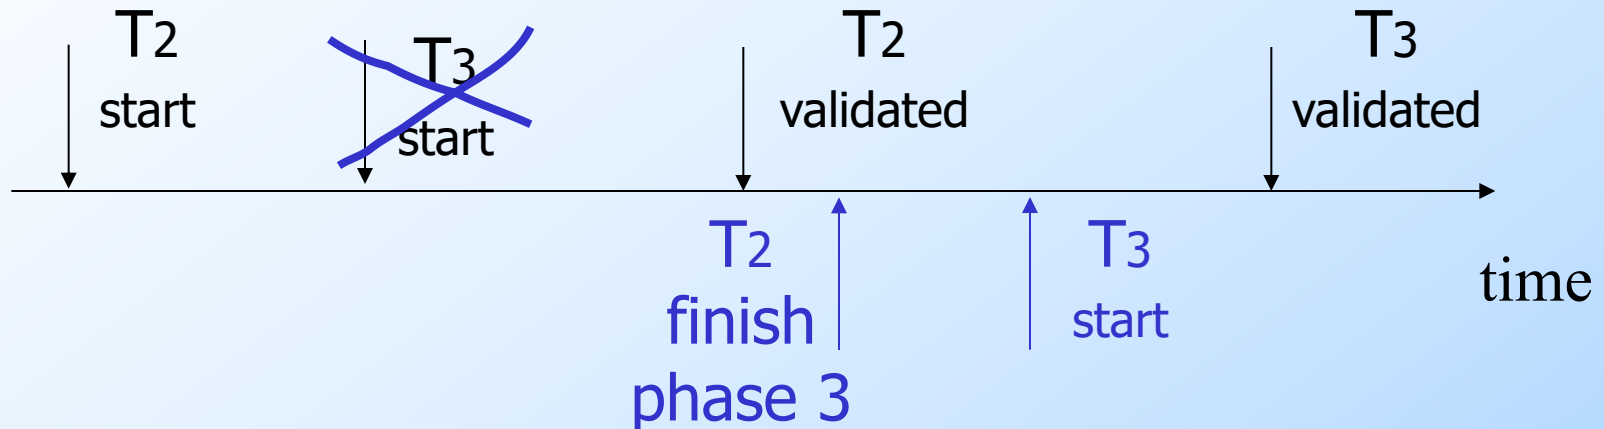 T2
start
T3
start
T2
validated
T3
validated
T2
finish
phase 3
T3
start
time